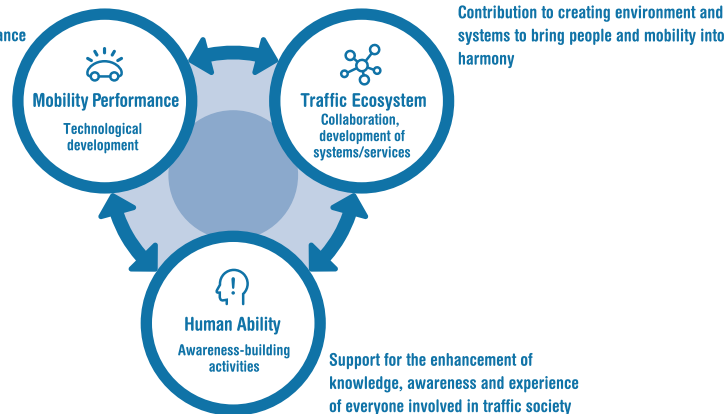 Contribution to creating environment and
systems to bring people and mobility into
harmony
Mobility Performance
Technological
development
Traffic Ecosystem
Collaboration,
development of
systems/services
Human Ability
Awareness-building
activities
Support for the enhancement of
knowledge, awareness and experience
of everyone involved in traffic society